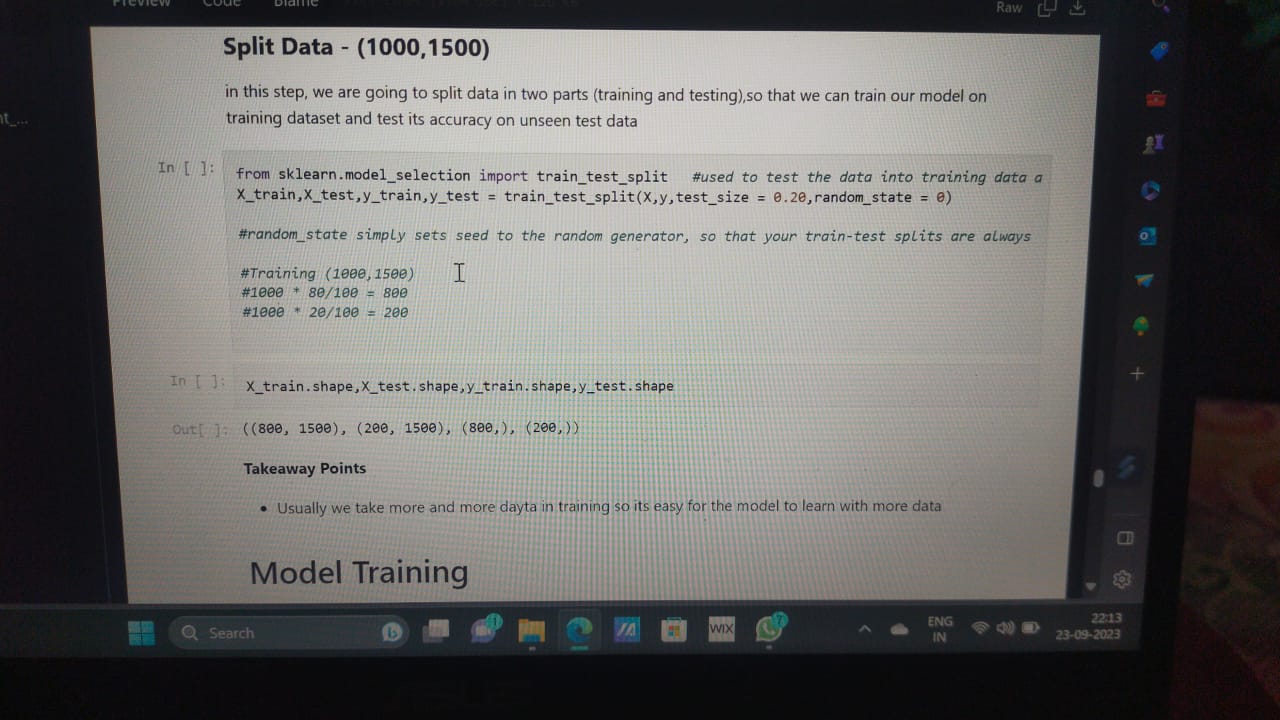 Preview Code Blame
Raw
Split Data - (1000,1500)
in this step, we are going to split data in two parts (training and testing),so that we can train our model on
training dataset and test its accuracy on unseen test data
In [ ]:
from sklearn.model_selection import train_test_split #used to test the data into training data a
X_train,X_test,y_train,y_test = train_test_split(X,y,test_size = 0.20,random_state = 0)
#random_state simply sets seed to the random generator, so that your train-test splits are always
#Training (1000,1500)
#1000 * 80/100 = 800
#1000 * 20/100 = 200
In [ ]:
X_train.shape,X_test.shape,y_train.shape,y_test.shape
Out[ ]: ((800, 1500), (200, 1500), (800,), (200,))
Takeaway Points
• Usually we take more and more dayta in training so its easy for the model to learn with more data
Model Training
Search
1
WIX
7
ENG
IN
22:13
23-09-2023